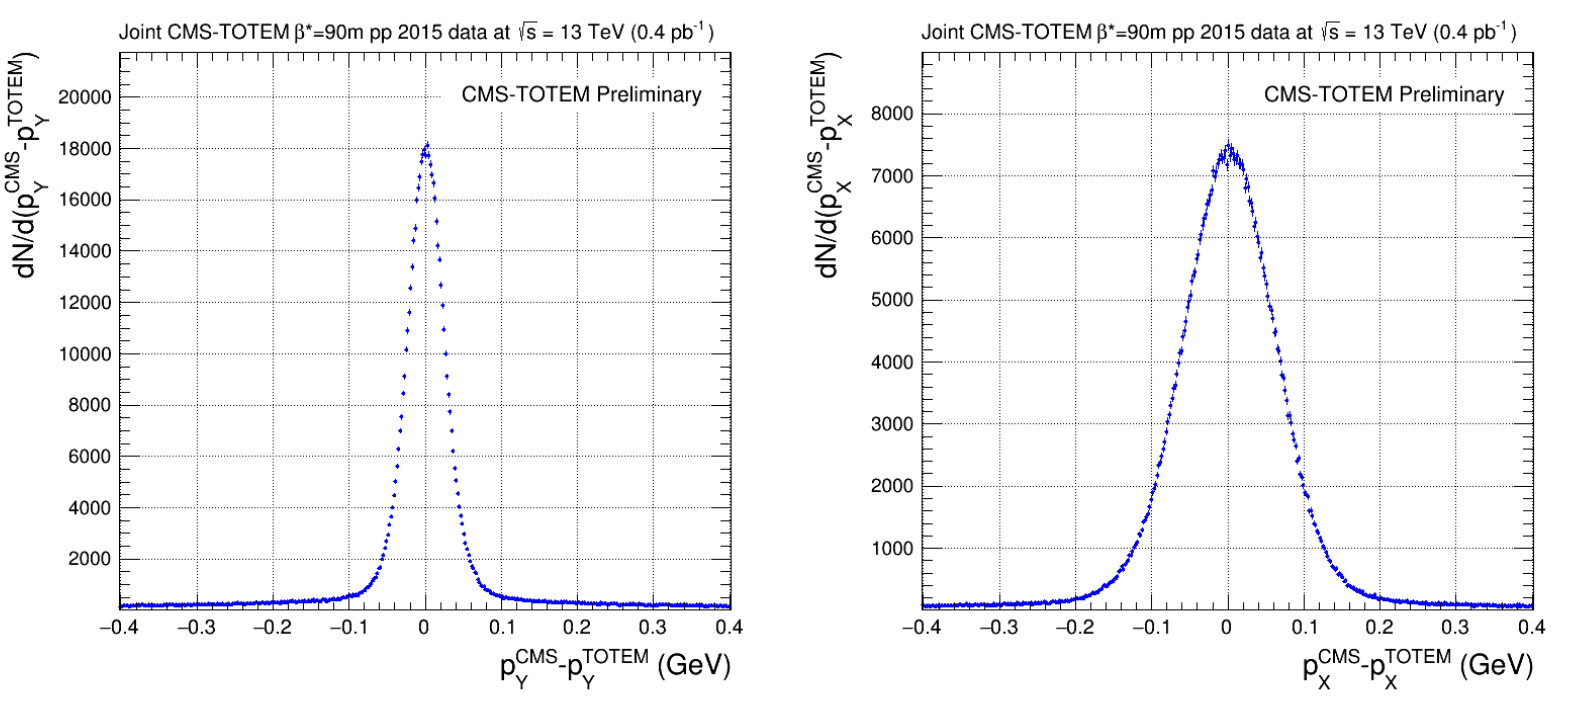 Joint CMS-TOTEM β*=90m pp 2015 data at √s = 13 TeV (0.4 pb⁻¹)
CMS-TOTEM Preliminary
dN/d(p_Y^CMS-p_Y^TOTEM)
20000
18000
16000
14000
12000
10000
8000
6000
4000
2000
−0.4 −0.3 −0.2 −0.1 0 0.1 0.2 0.3 0.4
p_Y^CMS-p_Y^TOTEM (GeV)
Joint CMS-TOTEM β*=90m pp 2015 data at √s = 13 TeV (0.4 pb⁻¹)
CMS-TOTEM Preliminary
dN/d(p_X^CMS-p_X^TOTEM)
8000
7000
6000
5000
4000
3000
2000
1000
−0.4 −0.3 −0.2 −0.1 0 0.1 0.2 0.3 0.4
p_X^CMS-p_X^TOTEM (GeV)